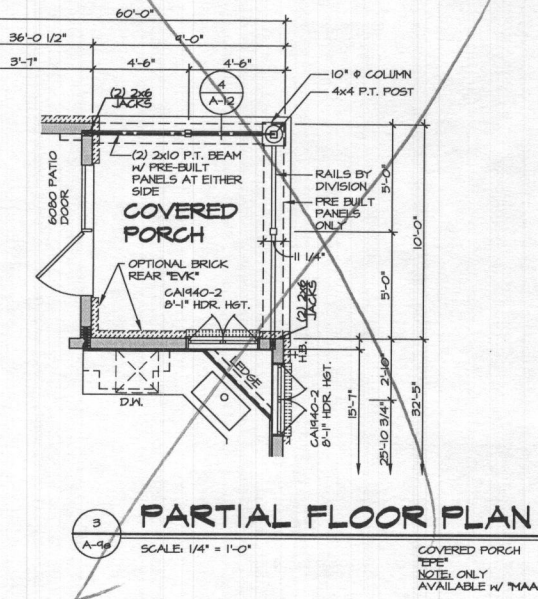 60'-0"
36'-0 1/2"
9'-0"
3'-7"
4'-6"
4'-6"
4
A-12
10" Φ COLUMN
4x4 P.T. POST
(2) 2x6
JACKS
(2) 2x10 P.T. BEAM
W/ PRE-BUILT
PANELS AT EITHER
SIDE
RAILS BY
DIVISION
PRE BUILT
PANELS
ONLY
5'-0"
10'-0"
6080 PATIO
DOOR
COVERED
PORCH
11 1/4"
OPTIONAL BRICK
REAR "EVK"
CA1940-2
8'-1" HDR. HGT.
(2) 2x6
JACKS
5'-0"
H.B.
LEDGE
D.W.
CA1940-2
8'-1" HDR. HGT.
15'-7"
2'-10"
25'-10 3/4"
32'-5"
3
A-9a
PARTIAL FLOOR PLAN
SCALE: 1/4" = 1'-0"
COVERED PORCH
"EPE"
NOTE: ONLY
AVAILABLE W/ "MAA